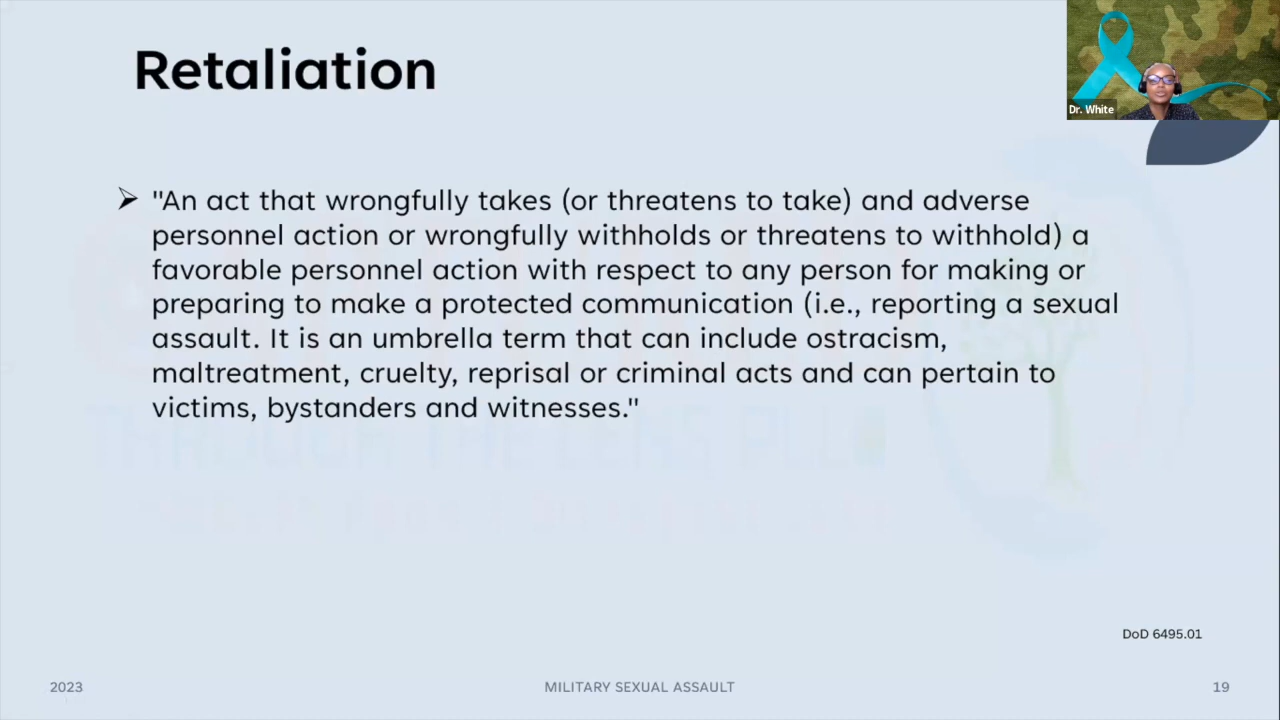 Retaliation
Dr. White
➢ "An act that wrongfully takes (or threatens to take) and adverse
personnel action or wrongfully withholds or threatens to withhold) a
favorable personnel action with respect to any person for making or
preparing to make a protected communication (i.e., reporting a sexual
assault. It is an umbrella term that can include ostracism,
maltreatment, cruelty, reprisal or criminal acts and can pertain to
victims, bystanders and witnesses."
DoD 6495.01
2023
MILITARY SEXUAL ASSAULT
19